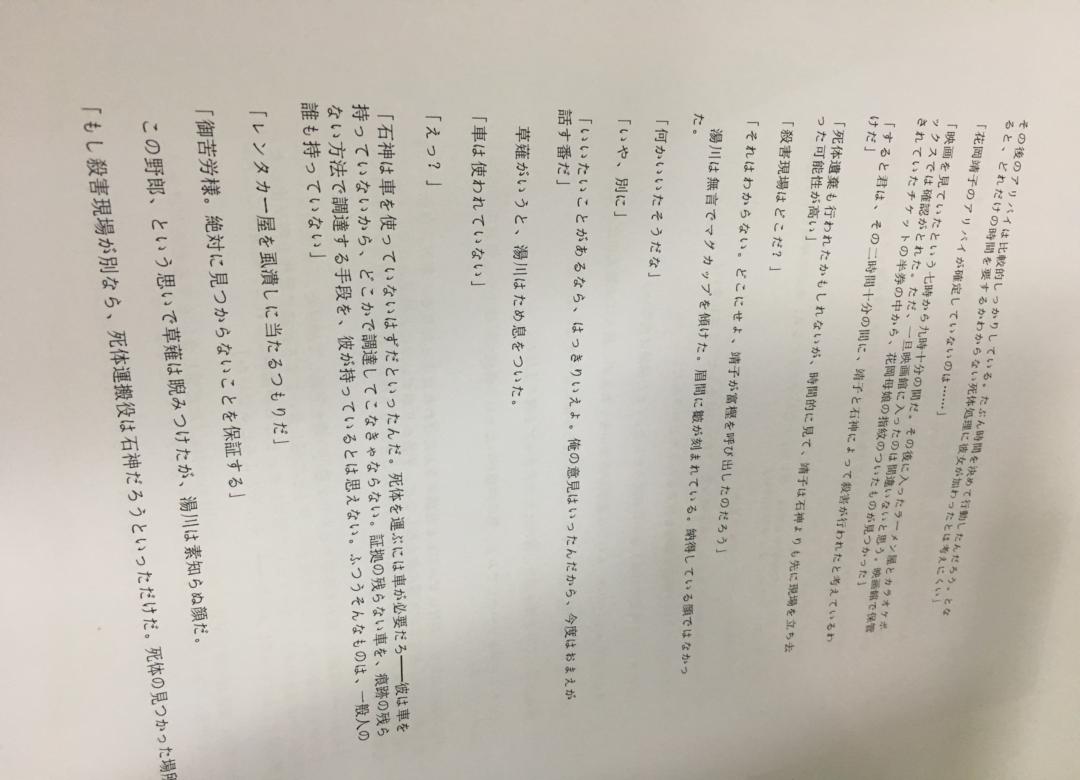 その後のアリバイは比較的しっかりしている。たぶん時間を決めて行動したんだろう。とな
ると、どれだけの時間を要するかわからない死体処理に彼女が加わったとは考えにくい」
「花岡靖子のアリバイが確定していないのは……」
「映画を見ていたという七時から九時十分の間だ。その後に入ったラーメン屋とカラオケボ
ックスでは確認がとれた。ただ、一旦映画館に入ったのは間違いないと思う。映画館で保管
されていたチケットの半券の中から、花岡母娘の指紋のついたものが見つかった」
「すると君は、その二時間十分の間に、靖子と石神によって殺害が行われたと考えているわ
けだ」
「死体遺棄も行われたかもしれないが、時間的に見て、靖子は石神よりも先に現場を立ち去
った可能性が高い」
「殺害現場はどこだ?」
「それはわからない。どこにせよ、靖子が富樫を呼び出したのだろう」
湯川は無言でマグカップを傾けた。眉間に皺が刻まれている。納得している顔ではなかっ
た。
「何かいいたそうだな」
「いや、別に」
「いいたいことがあるなら、はっきりいえよ。俺の意見はいったんだから、今度はおまえが
話す番だ」
草薙がいうと、湯川はため息をついた。
「車は使われていない」
「えっ?」
「石神は車を使っていないはずだといったんだ。死体を運ぶには車が必要だろ――彼は車を
持っていないから、どこかで調達してこなきゃならない。証拠の残らない車を、痕跡の残ら
ない方法で調達する手段を、彼が持っているとは思えない。ふつうそんなものは、一般人の
誰も持っていない」
「レンタカー屋を虱潰しに当たるつもりだ」
「御苦労様。絶対に見つからないことを保証する」
この野郎、という思いで草薙は睨みつけたが、湯川は素知らぬ顔だ。
「もし殺害現場が別なら、死体運搬役は石神だろうといっただけだ。死体の見つかった場所